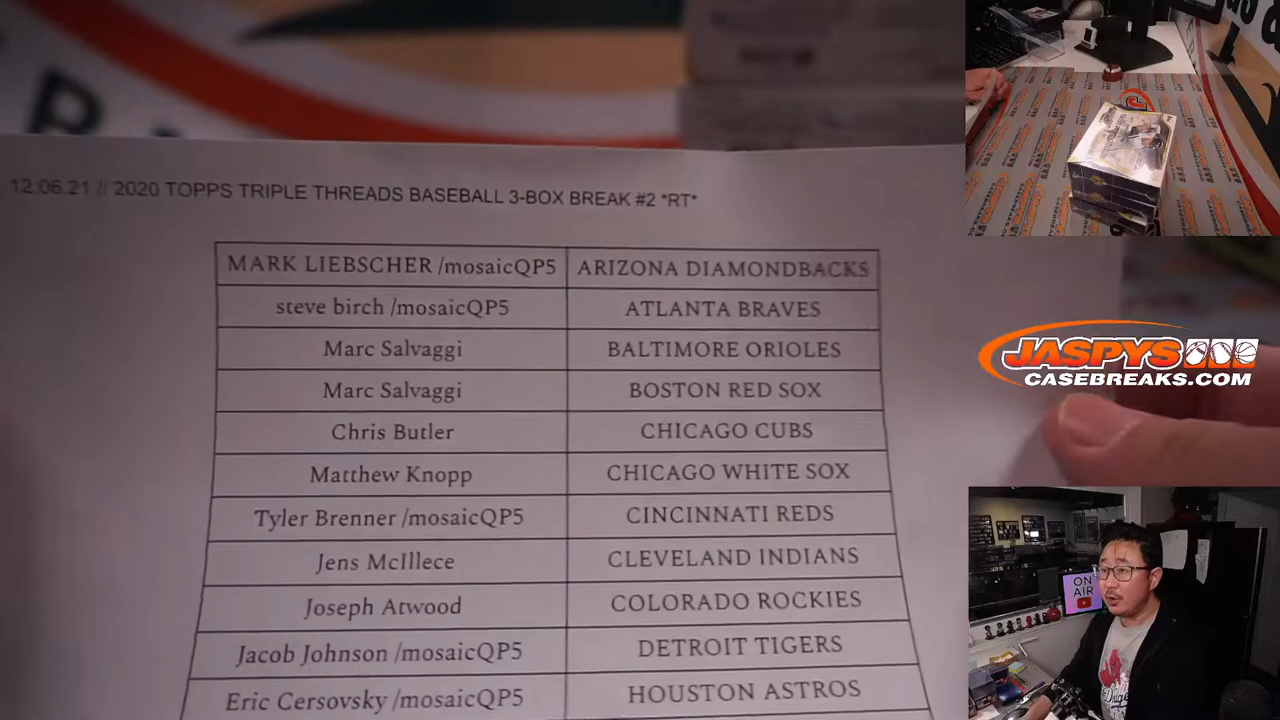 12.06.21 // 2020 TOPPS TRIPLE THREADS BASEBALL 3-BOX BREAK #2 *RT*
MARK LIEBSCHER /mosaicQP5 ARIZONA DIAMONDBACKS
steve birch /mosaicQP5 ATLANTA BRAVES
Marc Salvaggi BALTIMORE ORIOLES
Marc Salvaggi BOSTON RED SOX
Chris Butler CHICAGO CUBS
Matthew Knopp CHICAGO WHITE SOX
Tyler Brenner /mosaicQP5 CINCINNATI REDS
Jens McIllece CLEVELAND INDIANS
Joseph Atwood COLORADO ROCKIES
Jacob Johnson /mosaicQP5 DETROIT TIGERS
Eric Cersovsky /mosaicQP5 HOUSTON ASTROS
JASPYS
CASEBREAKS.COM
ON
AIR